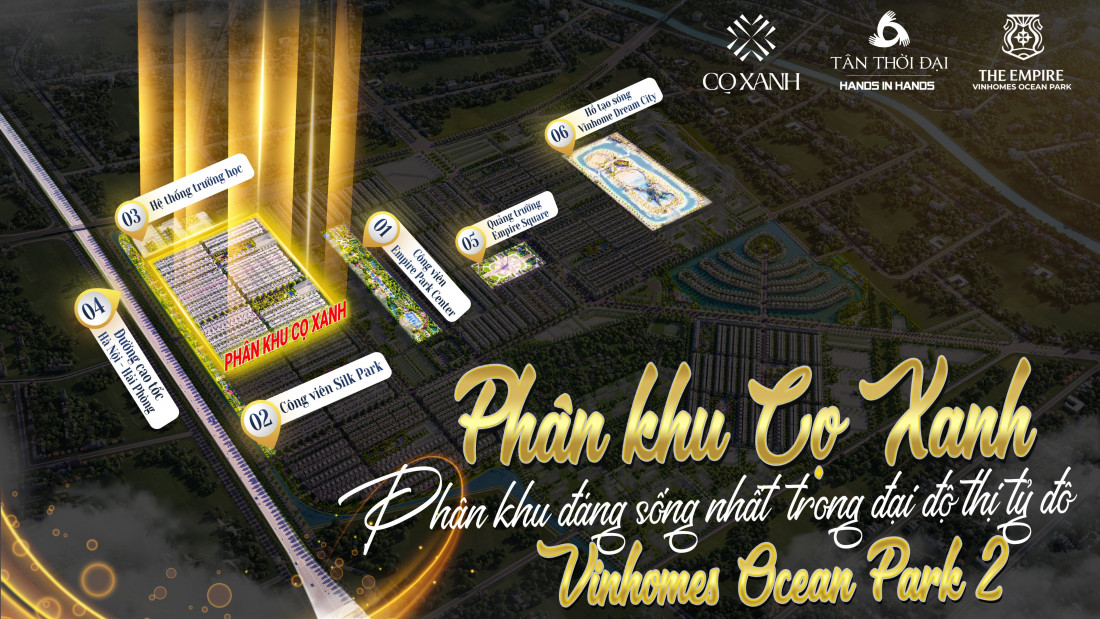 CỌ XANH
TÂN THỜI ĐẠI
HANDS IN HANDS
THE EMPIRE
VINHOMES OCEAN PARK
06
Hồ tạo sóng
Vinhome Dream City
03
Hệ thống trường học
01
Công viên
Empire Park Center
05
Quảng trường
Empire Square
04
Đường cao tốc
Hà Nội - Hải Phòng
PHÂN KHU CỌ XANH
02
Công viên Silk Park
Phân khu Cọ Xanh
Phân khu đáng sống nhất trong đại độ thị tỷ đô
Vinhomes Ocean Park 2